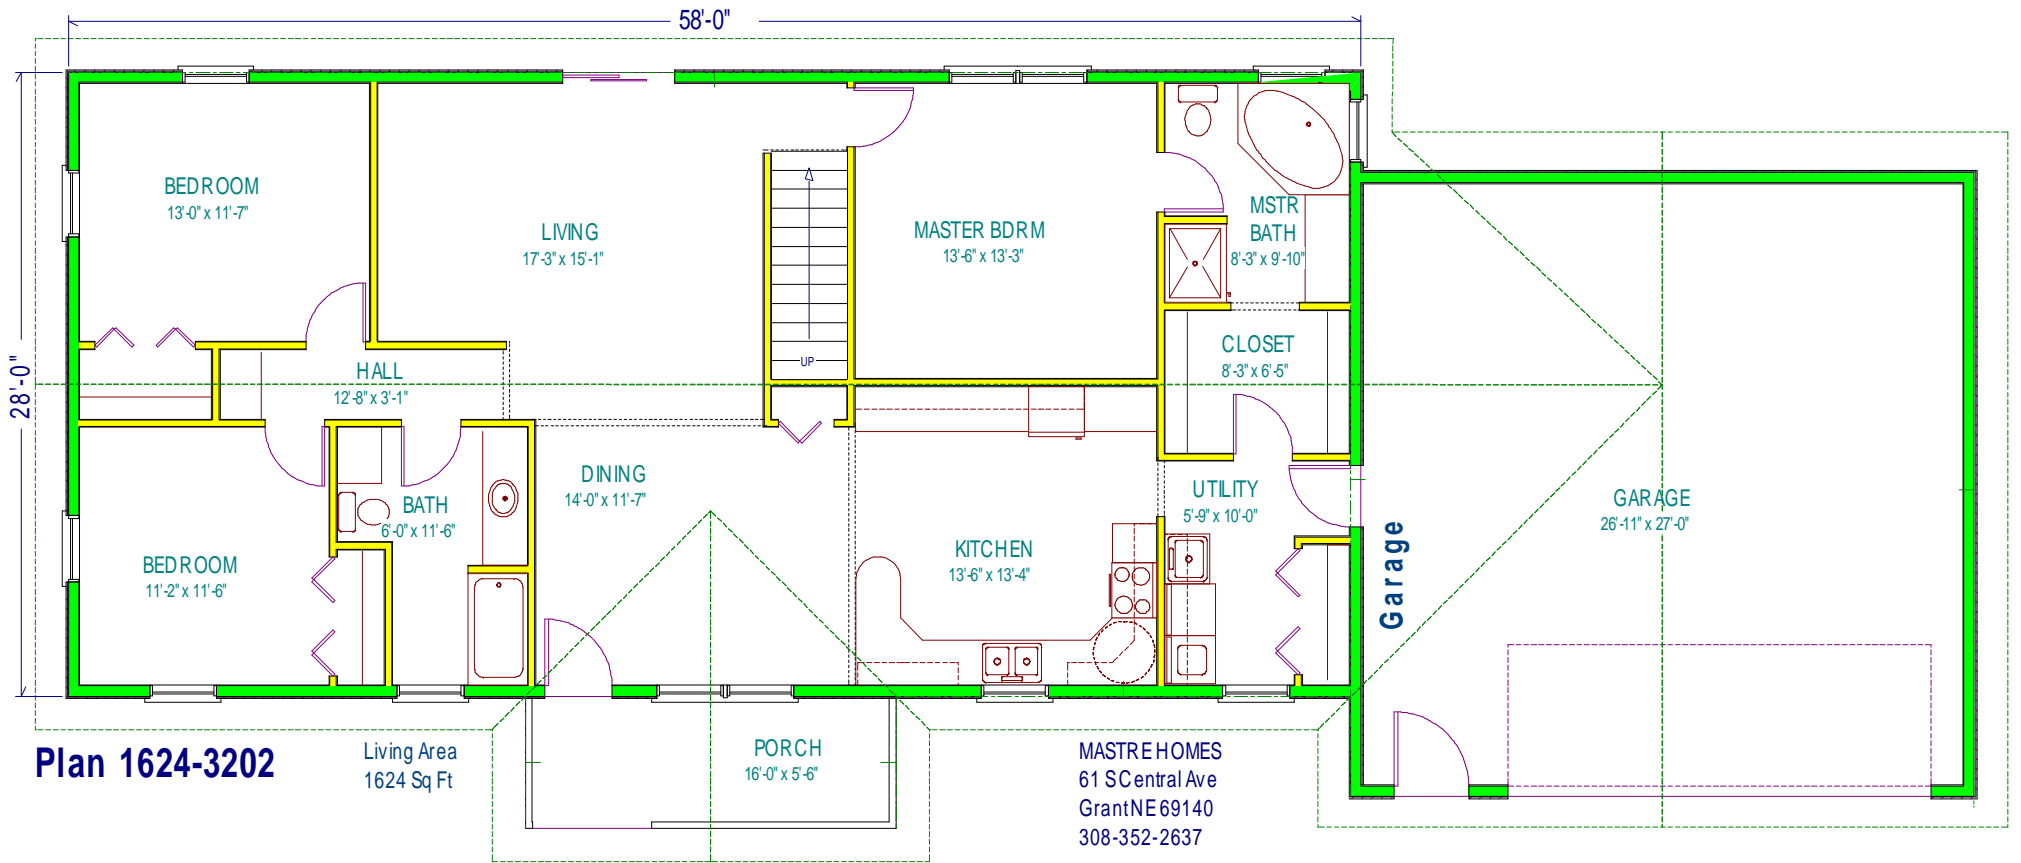 58'-0"
28'-0"
BEDROOM
13'-0" x 11'-7"
LIVING
17'-3" x 15'-1"
MASTER BDRM
13'-6" x 13'-3"
MSTR
BATH
8'-3" x 9'-10"
UP
HALL
12'-8" x 3'-1"
CLOSET
8'-3" x 6'-5"
DINING
14'-0" x 11'-7"
BATH
6'-0" x 11'-6"
UTILITY
5'-9" x 10'-0"
GARAGE
26'-11" x 27'-0"
BEDROOM
11'-2" x 11'-6"
KITCHEN
13'-6" x 13'-4"
Garage
PORCH
16'-0" x 5'-6"
Plan 1624-3202
Living Area
1624 Sq Ft
MASTRE HOMES
61 S Central Ave
Grant NE 69140
308-352-2637